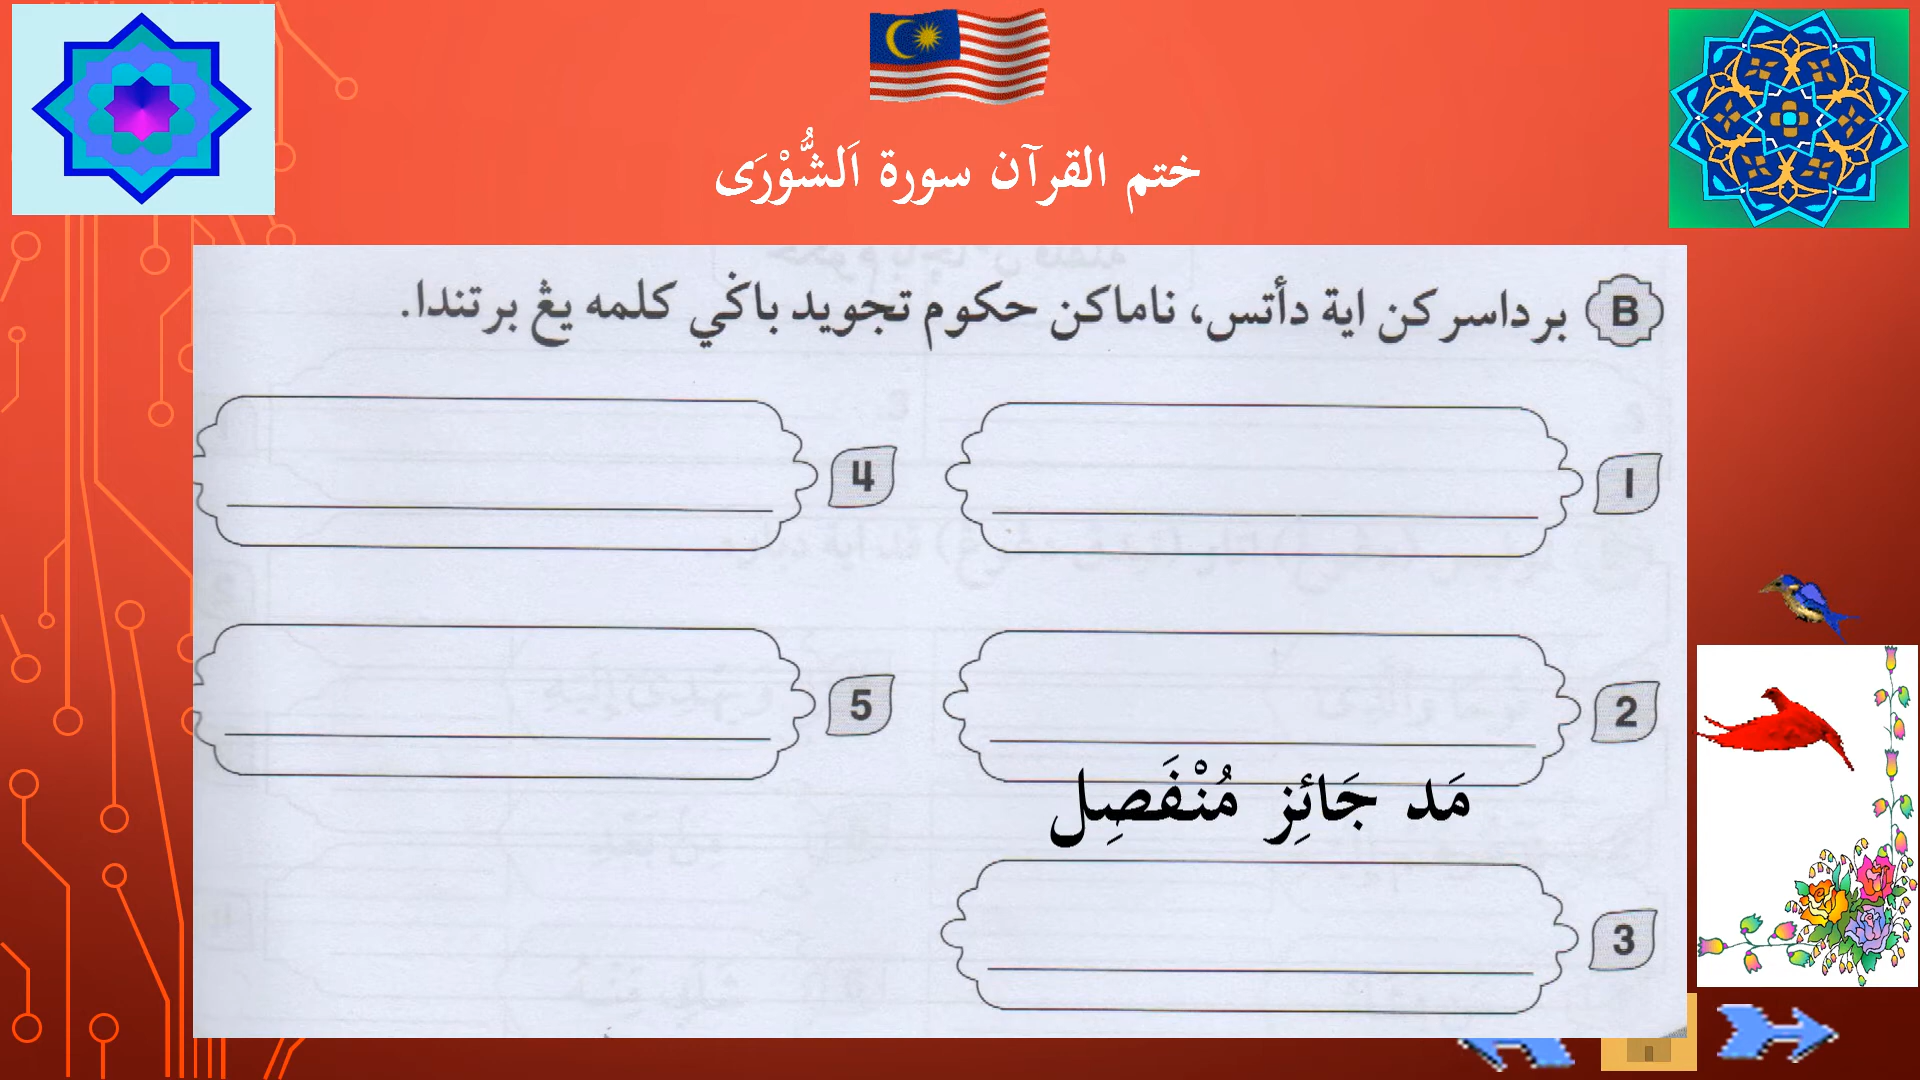 ختم القرآن سورة اَلشُّوْرَى
B برداسركن اية دأتس، ناماكن حكوم تجويد باݢي كلمه يڠ برتندا.
1
4
2
5
مَد جَائِز مُنْفَصِل
3